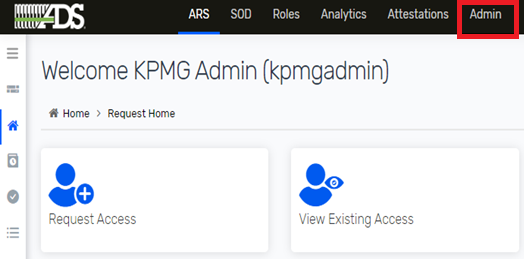 ADS ARS SOD Roles Analytics Attestations Admin
Welcome KPMG Admin (kpmgadmin)
Home > Request Home
Request Access View Existing Access